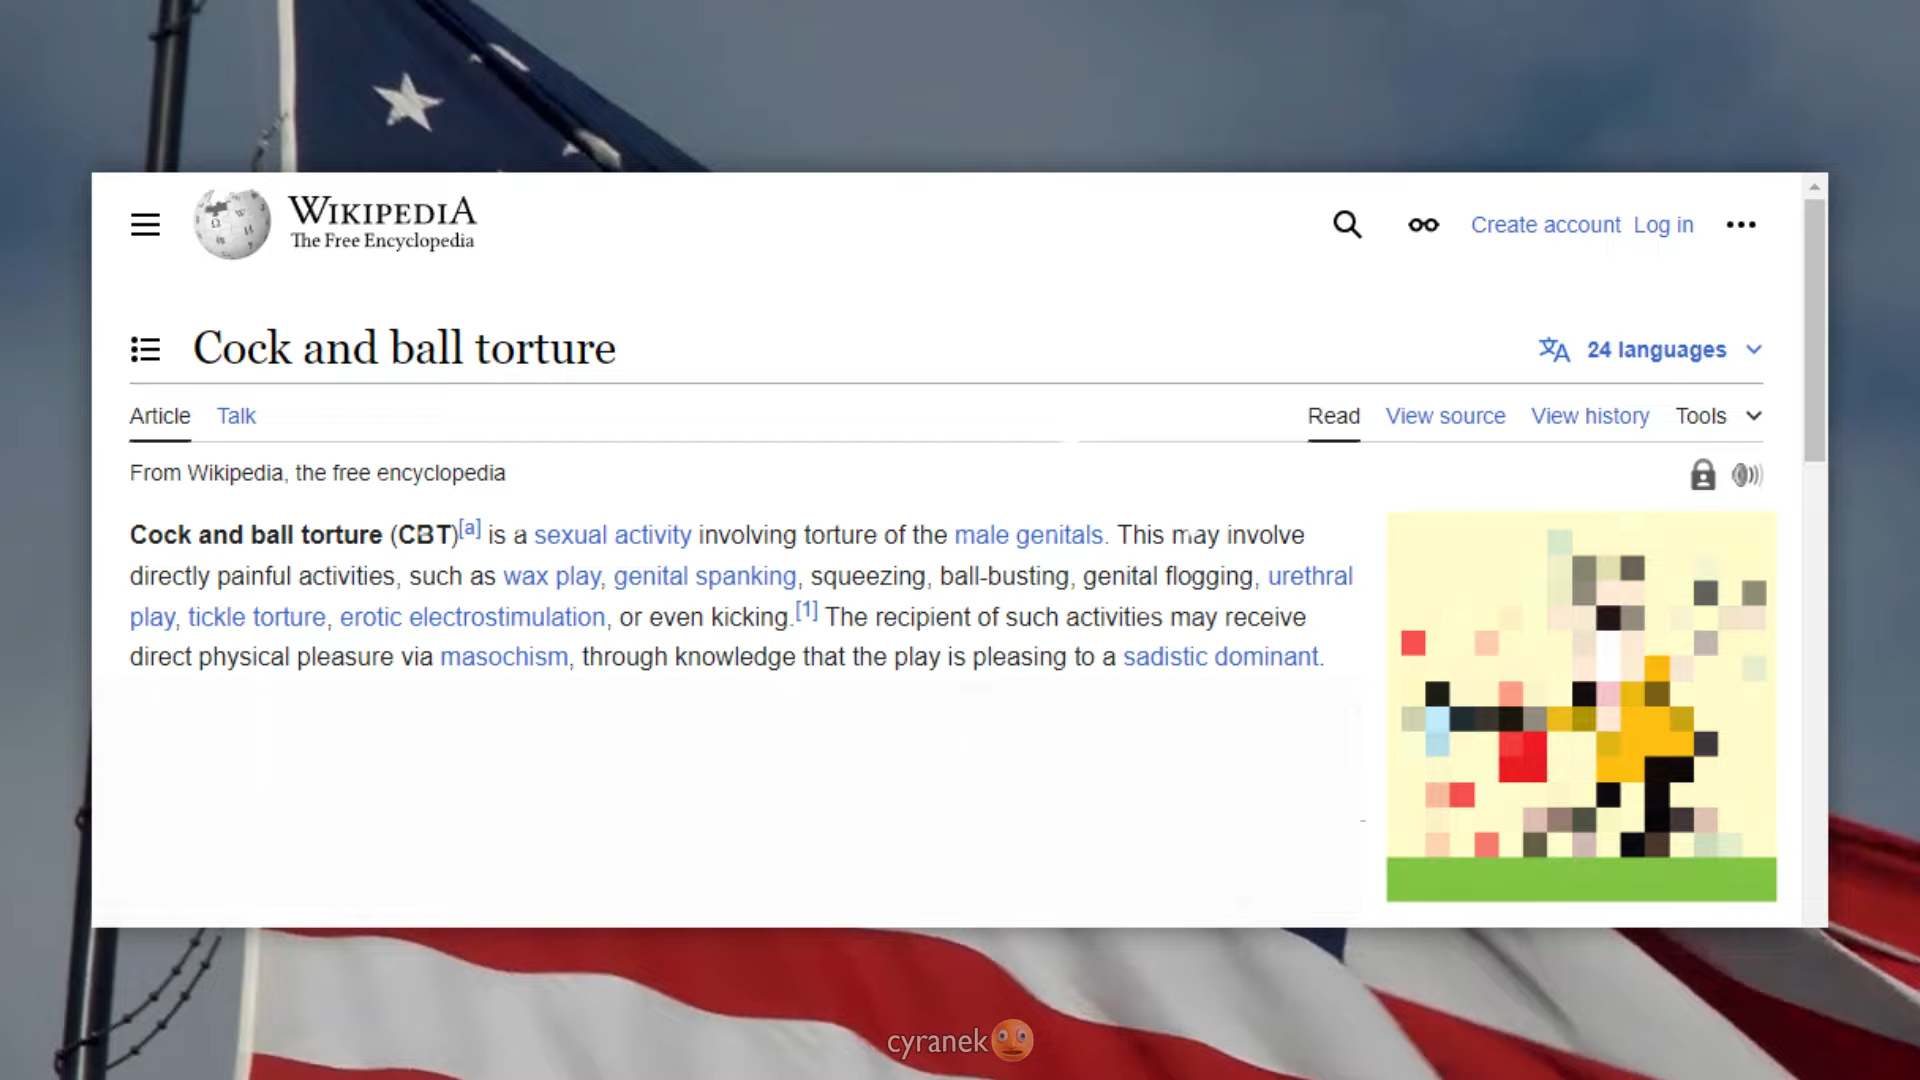 WIKIPEDIA
The Free Encyclopedia
Create account Log in
Cock and ball torture
24 languages
Article Talk
Read View source View history Tools
From Wikipedia, the free encyclopedia
Cock and ball torture (CBT)[a] is a sexual activity involving torture of the male genitals. This may involve
directly painful activities, such as wax play, genital spanking, squeezing, ball-busting, genital flogging, urethral
play, tickle torture, erotic electrostimulation, or even kicking.[1] The recipient of such activities may receive
direct physical pleasure via masochism, through knowledge that the play is pleasing to a sadistic dominant.
cyranek